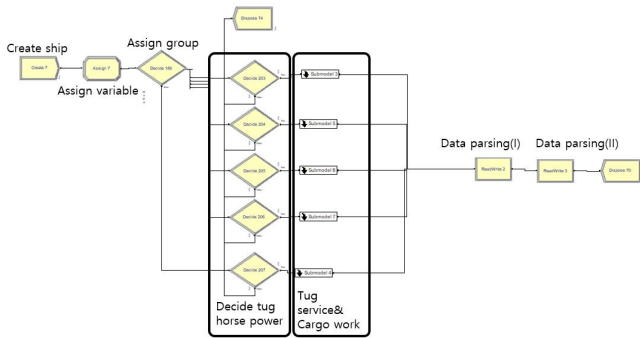 Dispose 74
Create ship
Assign group
Create 7
Assign 7
Decide 186
Assign variable
Decide 203
Submodel 3
Decide 204
Submodel 5
Data parsing(I)
Data parsing(II)
Decide 205
Submodel 6
ReadWrite 2
ReadWrite 3
Dispose 70
Decide 206
Submodel 7
Decide 207
Submodel 4
Decide tug
horse power
Tug
service&
Cargo work